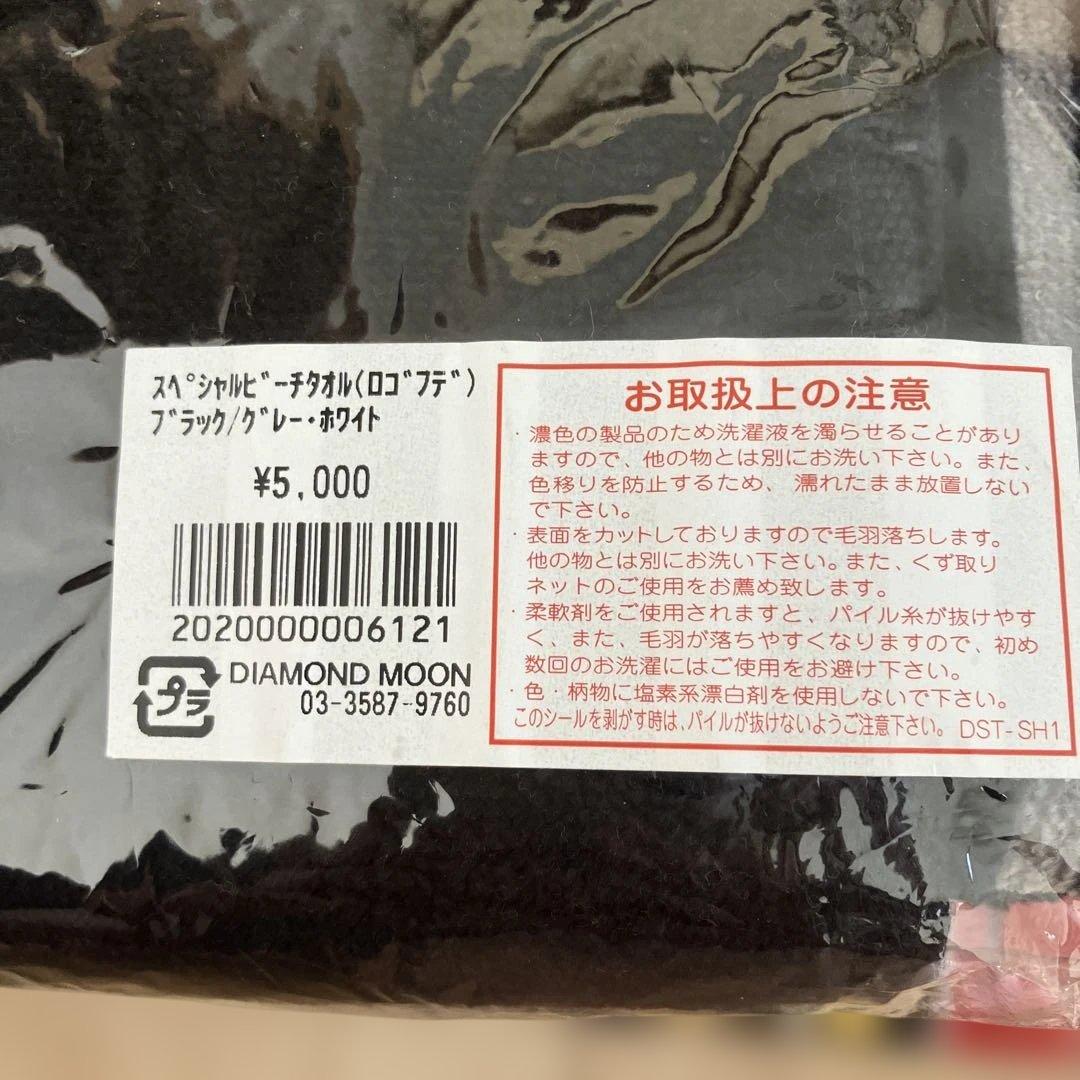 スペシャルビーチタオル(ロゴフデ)
ブラック/グレー・ホワイト
¥5,000
2020000006121
プラ
DIAMOND MOON
03-3587-9760
お取扱上の注意
・濃色の製品のため洗濯液を濁らせることがあり
ますので、他の物とは別にお洗い下さい。また、
色移りを防止するため、濡れたまま放置しない
で下さい。
・表面をカットしておりますので毛羽落ちします。
他の物とは別にお洗い下さい。また、くず取り
ネットのご使用をお薦め致します。
・柔軟剤をご使用されますと、パイル糸が抜けやす
く、また、毛羽が落ちやすくなりますので、初め
数回のお洗濯にはご使用をお避け下さい。
・色・柄物に塩素系漂白剤を使用しないで下さい。
このシールを剥がす時は、パイルが抜けないようご注意下さい。 DST-SH1